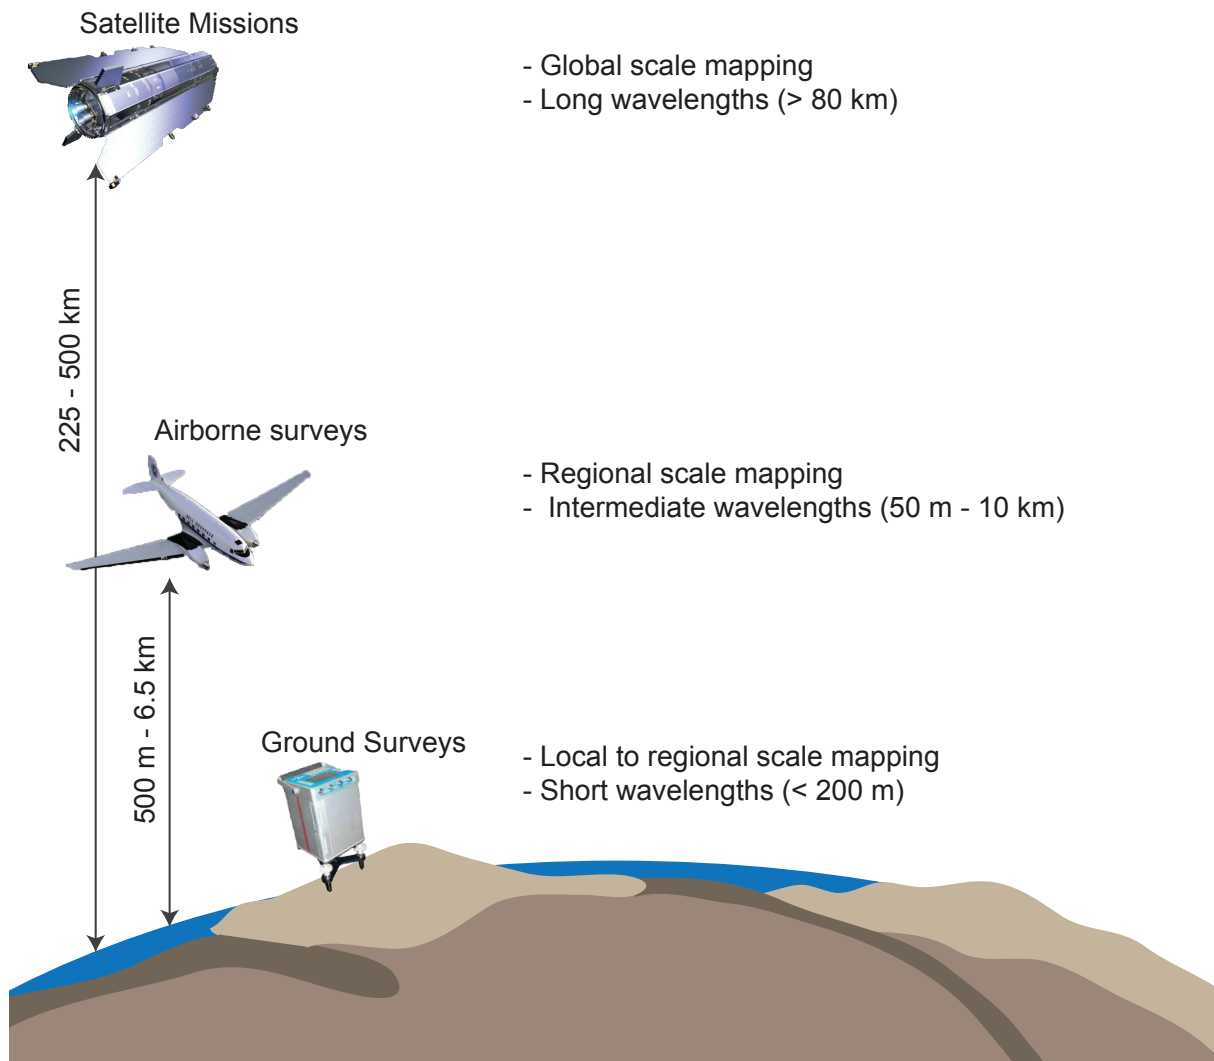 Satellite Missions
- Global scale mapping
- Long wavelengths (> 80 km)
225 - 500 km
Airborne surveys
- Regional scale mapping
-  Intermediate wavelengths (50 m - 10 km)
500 m - 6.5 km
Ground Surveys
- Local to regional scale mapping
- Short wavelengths (< 200 m)